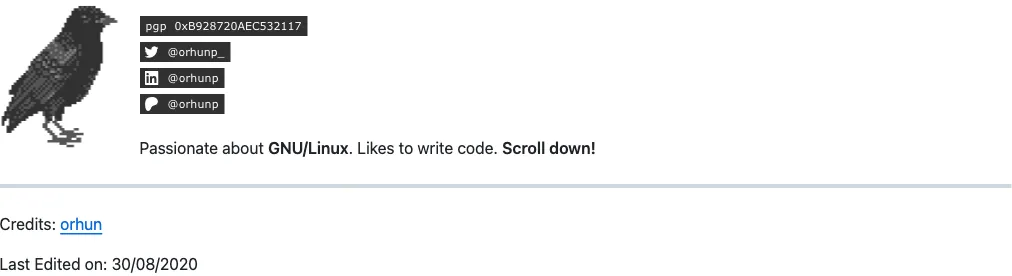 pgp 0xB928720AEC532117
@orhunp_
in @orhunp
@orhunp
Passionate about GNU/Linux. Likes to write code. Scroll down!
Credits: orhun
Last Edited on: 30/08/2020